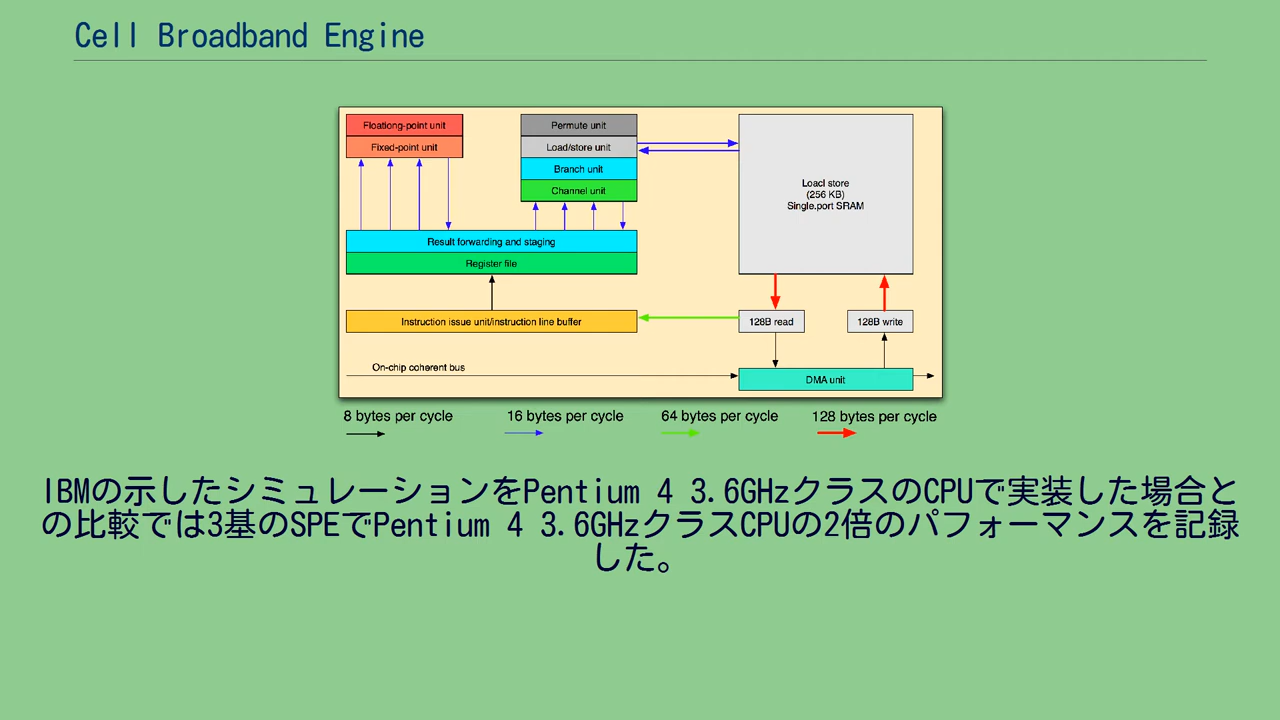 Cell Broadband Engine
Floationg-point unit
Fixed-point unit
Permute unit
Load/store unit
Branch unit
Channel unit
Loacl store
(256 KB)
Single.port SRAM
Result forwarding and staging
Register file
Instruction issue unit/instruction line buffer
128B read
128B write
On-chip coherent bus
DMA unit
8 bytes per cycle
16 bytes per cycle
64 bytes per cycle
128 bytes per cycle
IBMの示したシミュレーションをPentium 4 3.6GHzクラスのCPUで実装した場合と
の比較では3基のSPEでPentium 4 3.6GHzクラスCPUの2倍のパフォーマンスを記録
した。